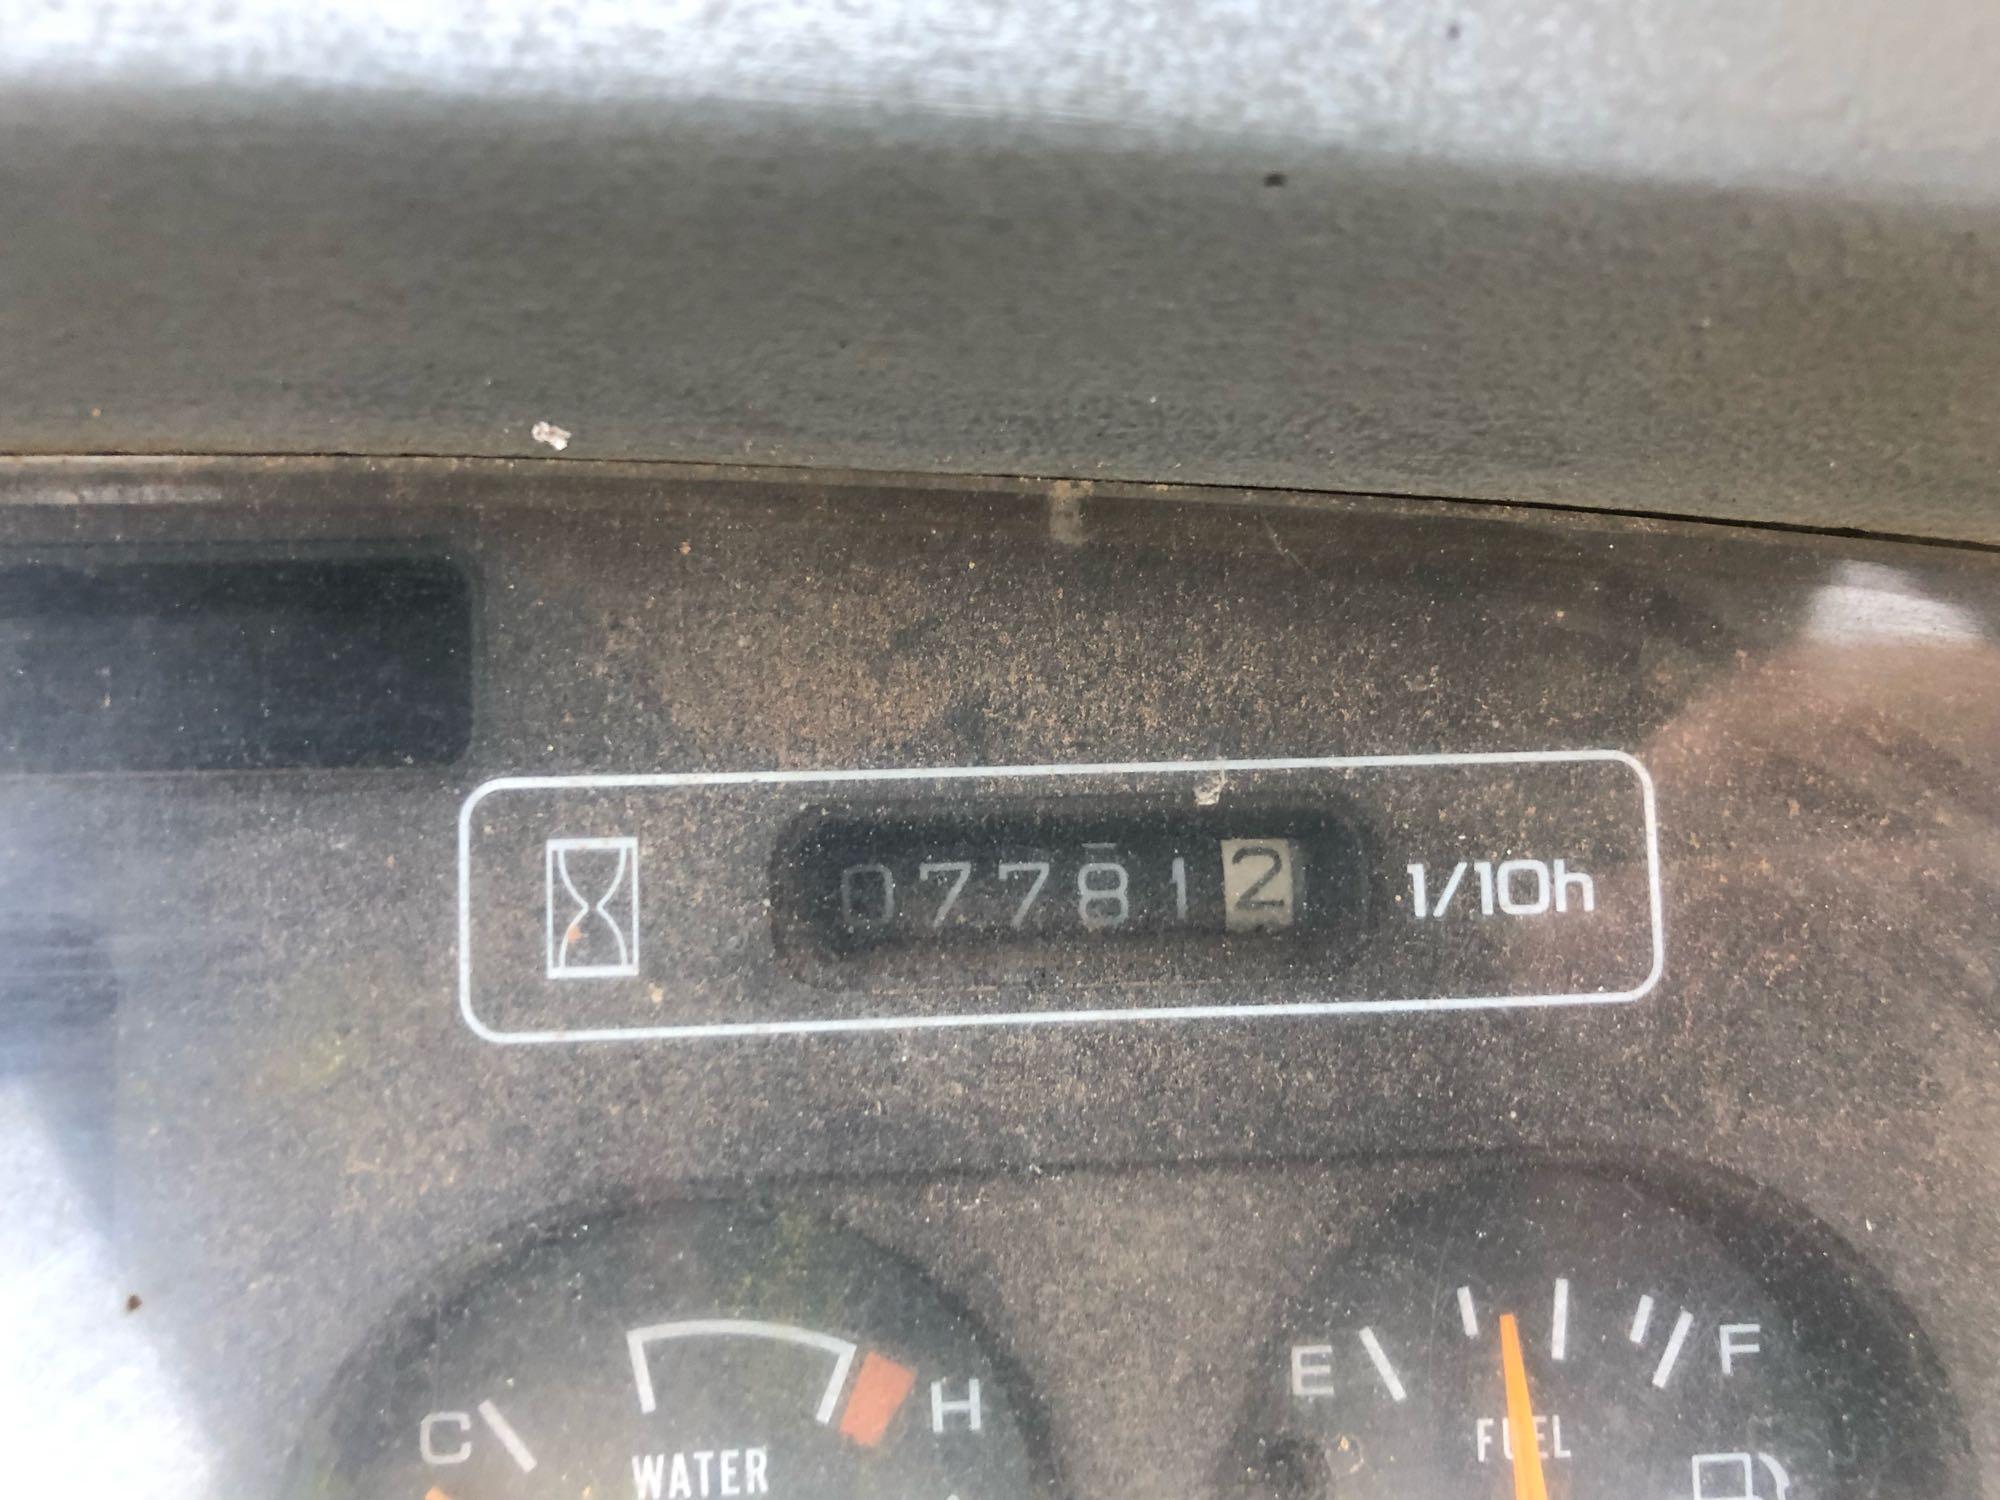 077812 1/10h
E F
C H
FUEL
WATER